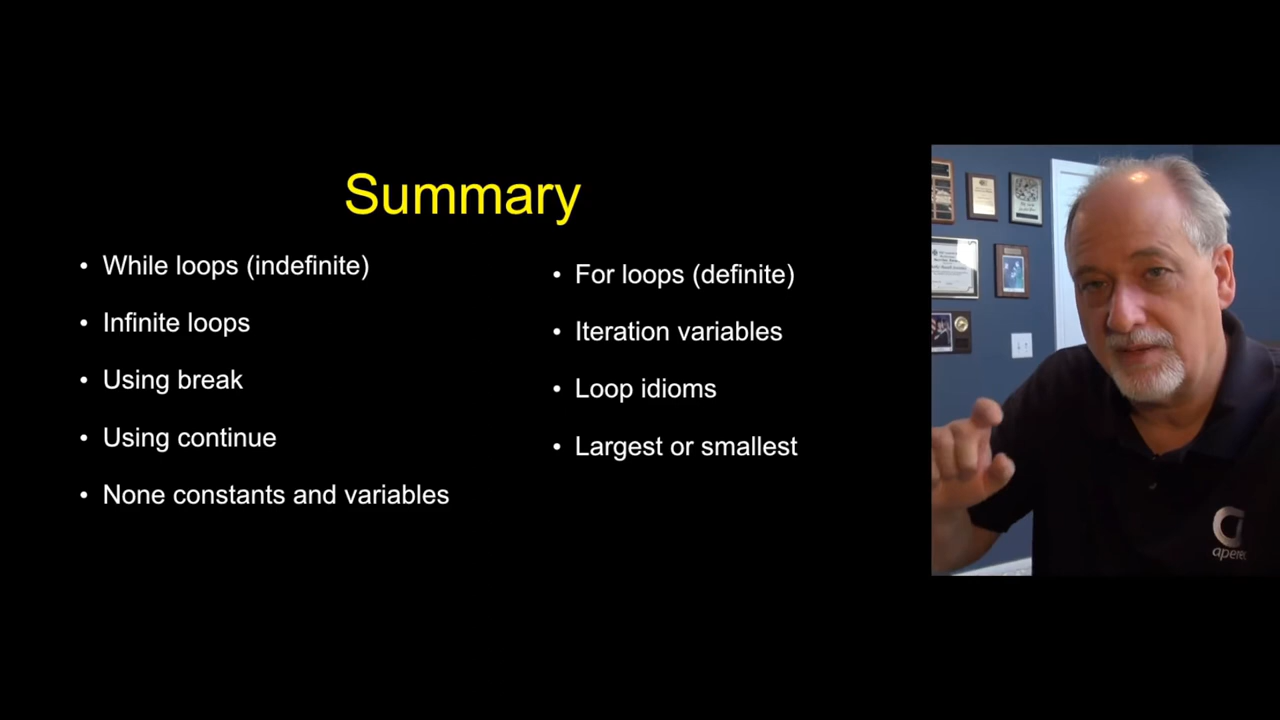 Summary
• While loops (indefinite)
• Infinite loops
• Using break
• Using continue
• None constants and variables
• For loops (definite)
• Iteration variables
• Loop idioms
• Largest or smallest
apereo